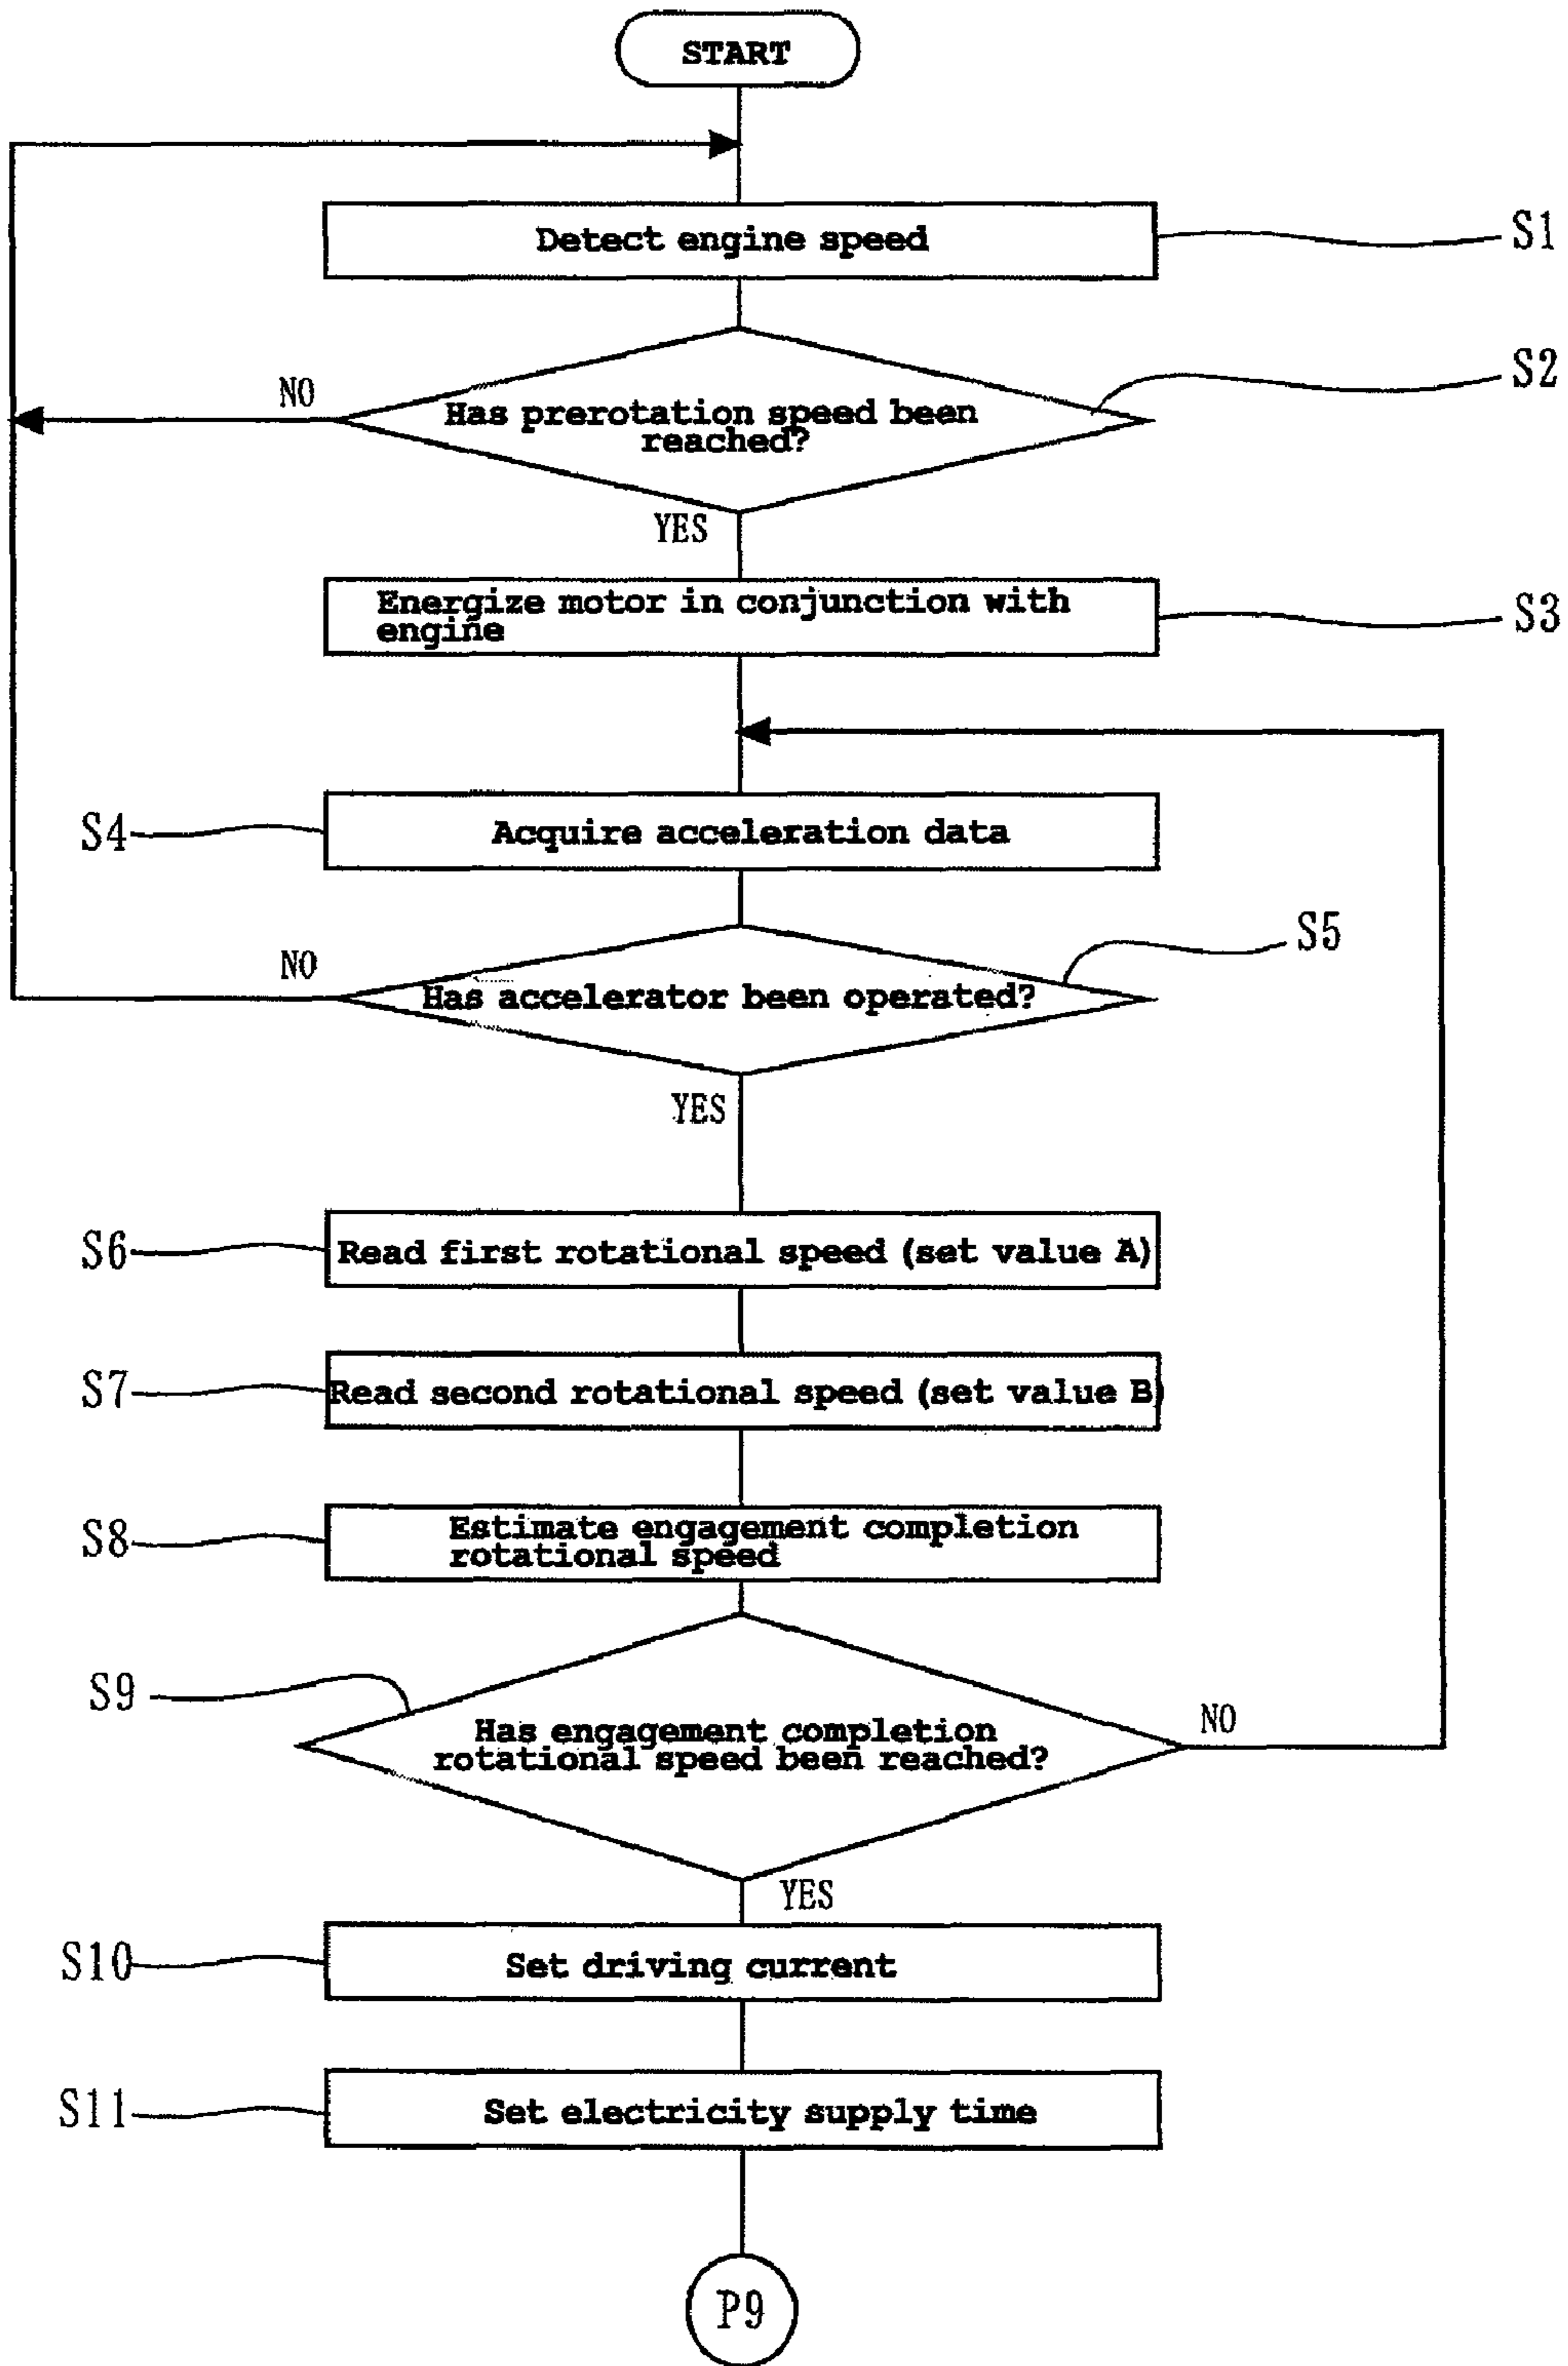 START
Detect engine speed
S1
S2
NO
Has prerotation speed been
reached?
YES
Energize motor in conjunction with
engine
S3
S4
Acquire acceleration data
S5
NO
Has accelerator been operated?
YES
S6
Read first rotational speed (set value A)
S7
Read second rotational speed (set value B)
S8
Estimate engagement completion
rotational speed
S9
Has engagement completion
rotational speed been reached?
NO
YES
S10
Set driving current
S11
Set electricity supply time
P9